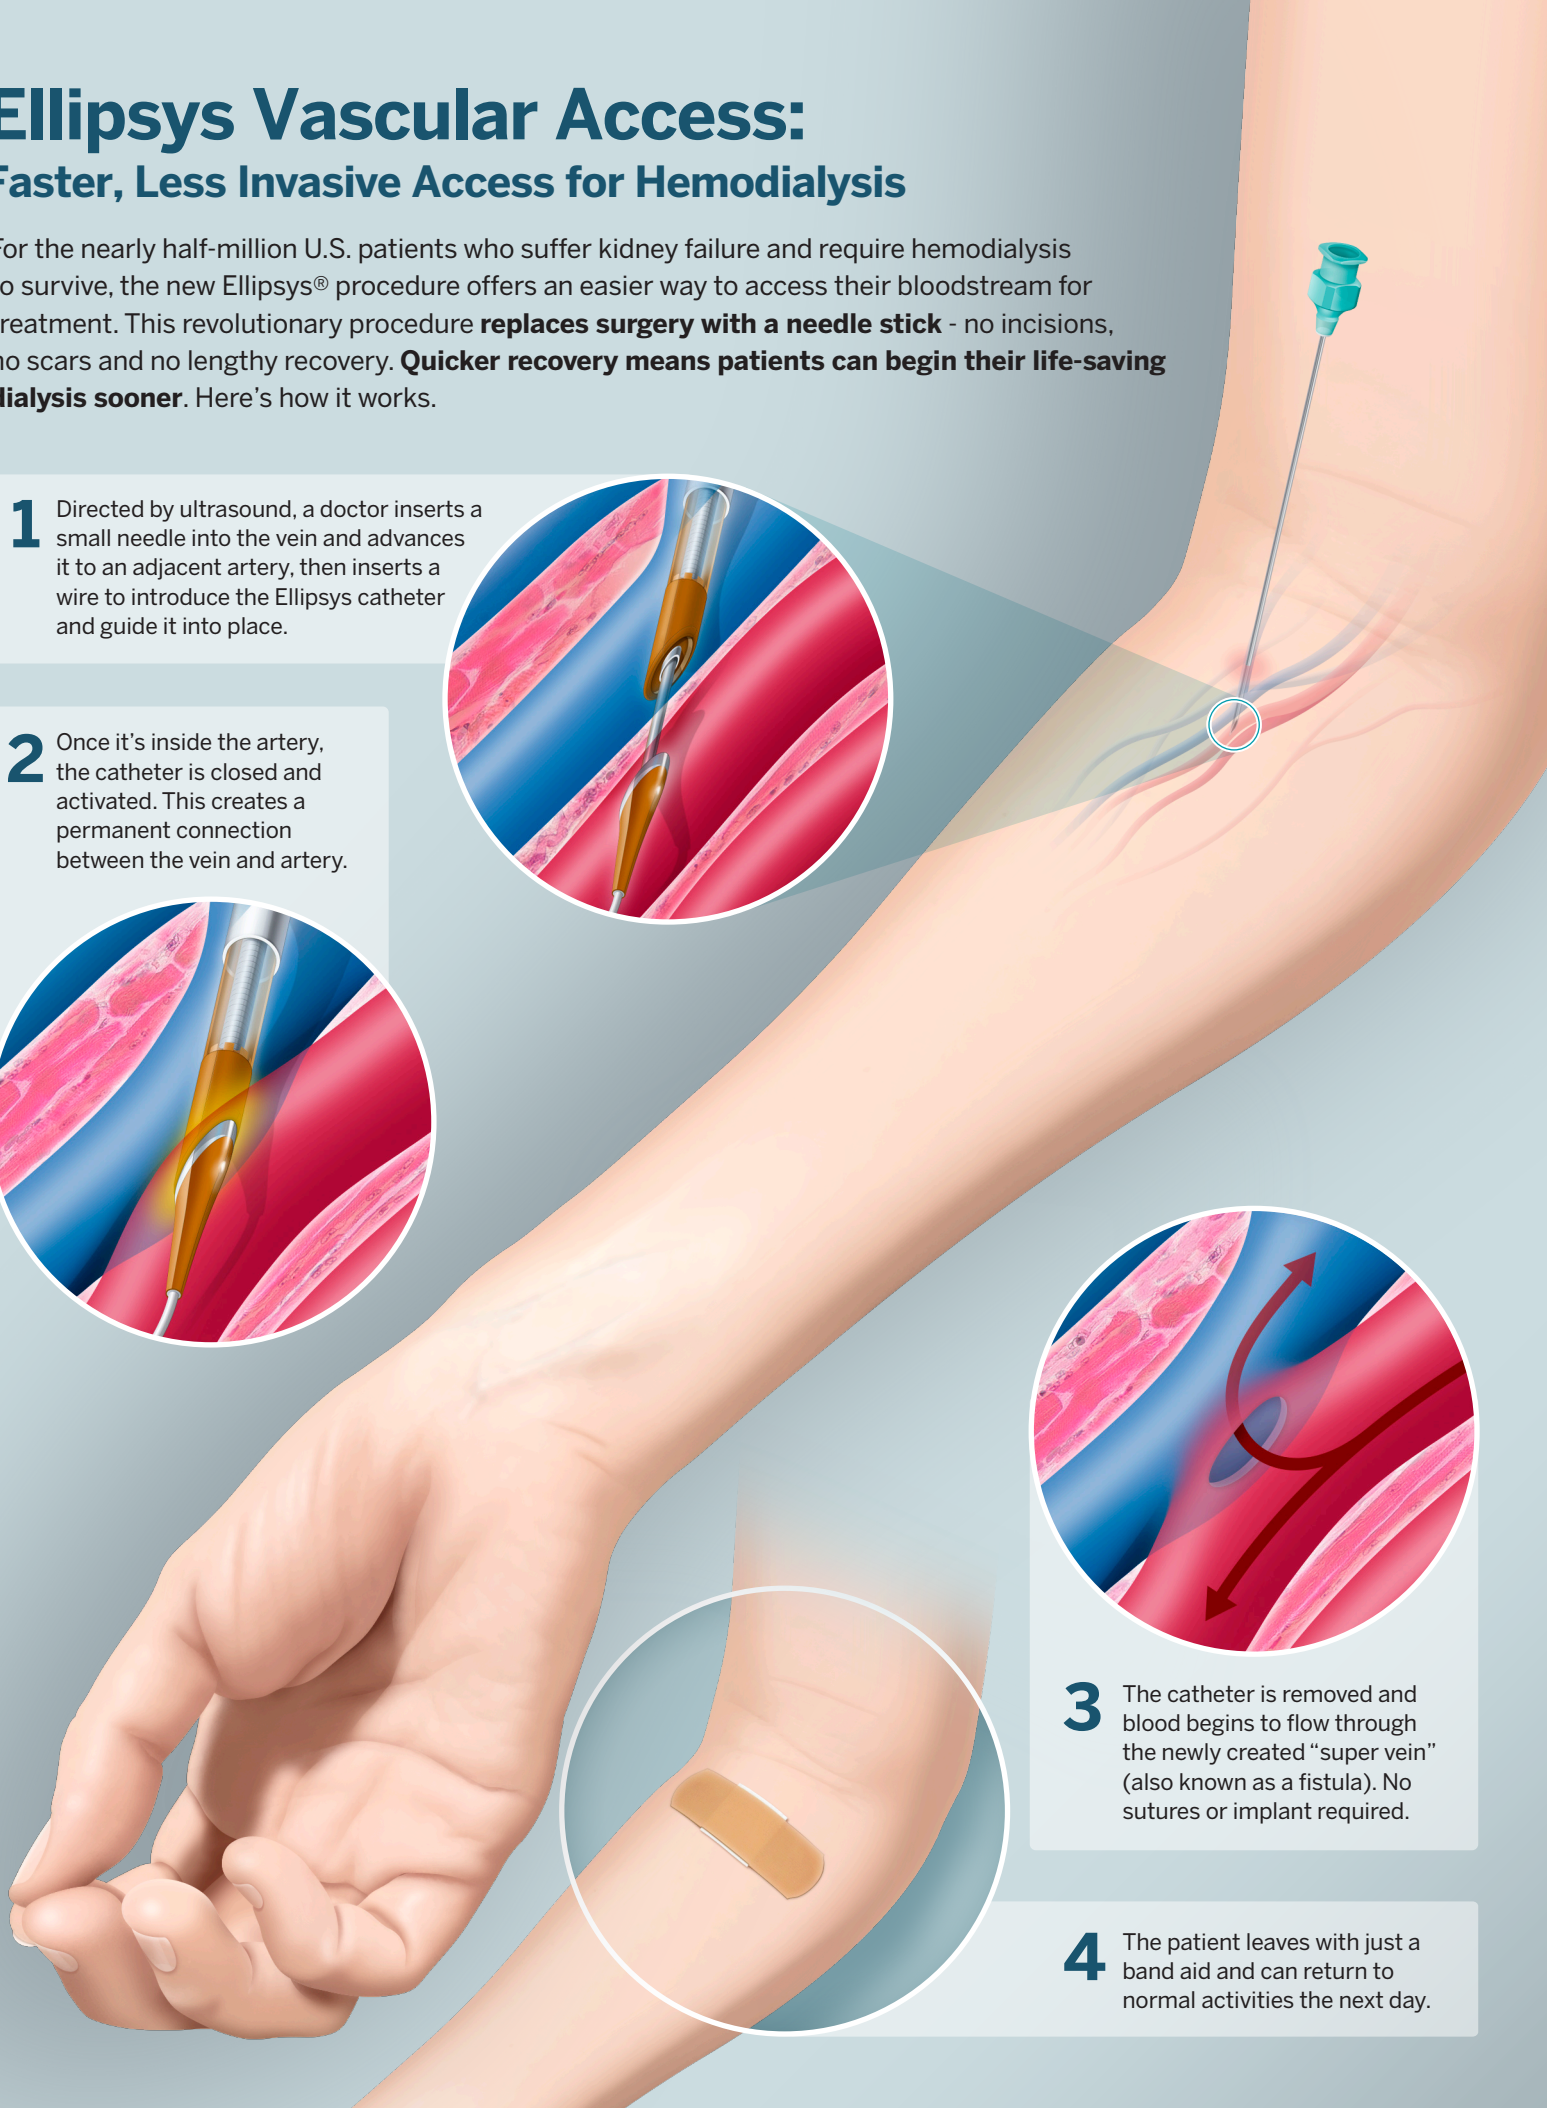 Ellipsys Vascular Access:
Faster, Less Invasive Access for Hemodialysis
For the nearly half-million U.S. patients who suffer kidney failure and require hemodialysis
to survive, the new Ellipsys® procedure offers an easier way to access their bloodstream for
treatment. This revolutionary procedure replaces surgery with a needle stick - no incisions,
no scars and no lengthy recovery. Quicker recovery means patients can begin their life-saving
dialysis sooner. Here's how it works.
1 Directed by ultrasound, a doctor inserts a
small needle into the vein and advances
it to an adjacent artery, then inserts a
wire to introduce the Ellipsys catheter
and guide it into place.
2 Once it's inside the artery,
the catheter is closed and
activated. This creates a
permanent connection
between the vein and artery.
3 The catheter is removed and
blood begins to flow through
the newly created “super vein”
(also known as a fistula). No
sutures or implant required.
4 The patient leaves with just a
band aid and can return to
normal activities the next day.